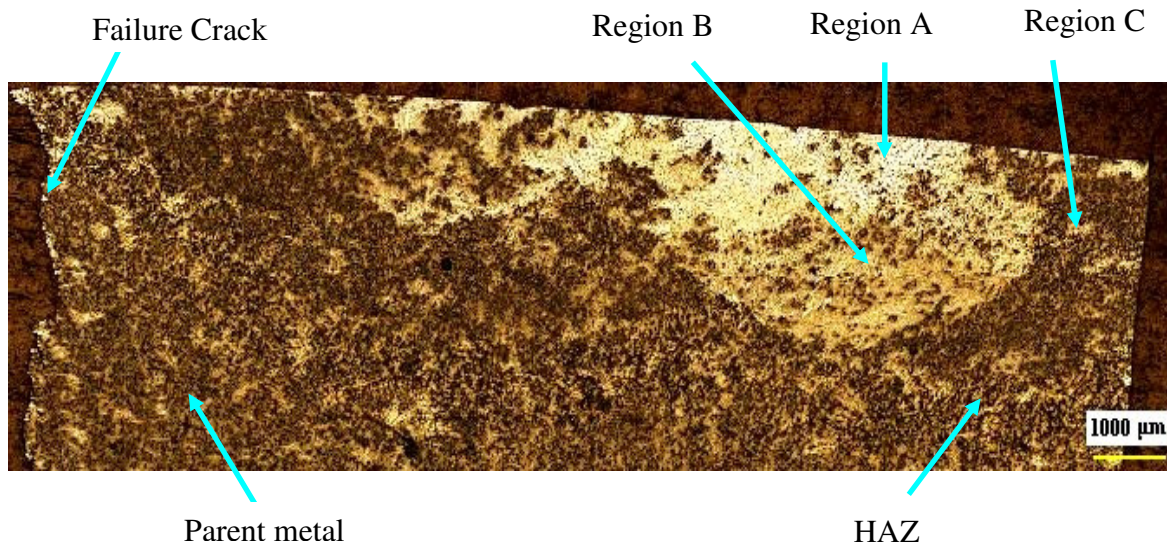 Failure Crack
Region B
Region A
Region C
1000 µm
Parent metal
HAZ